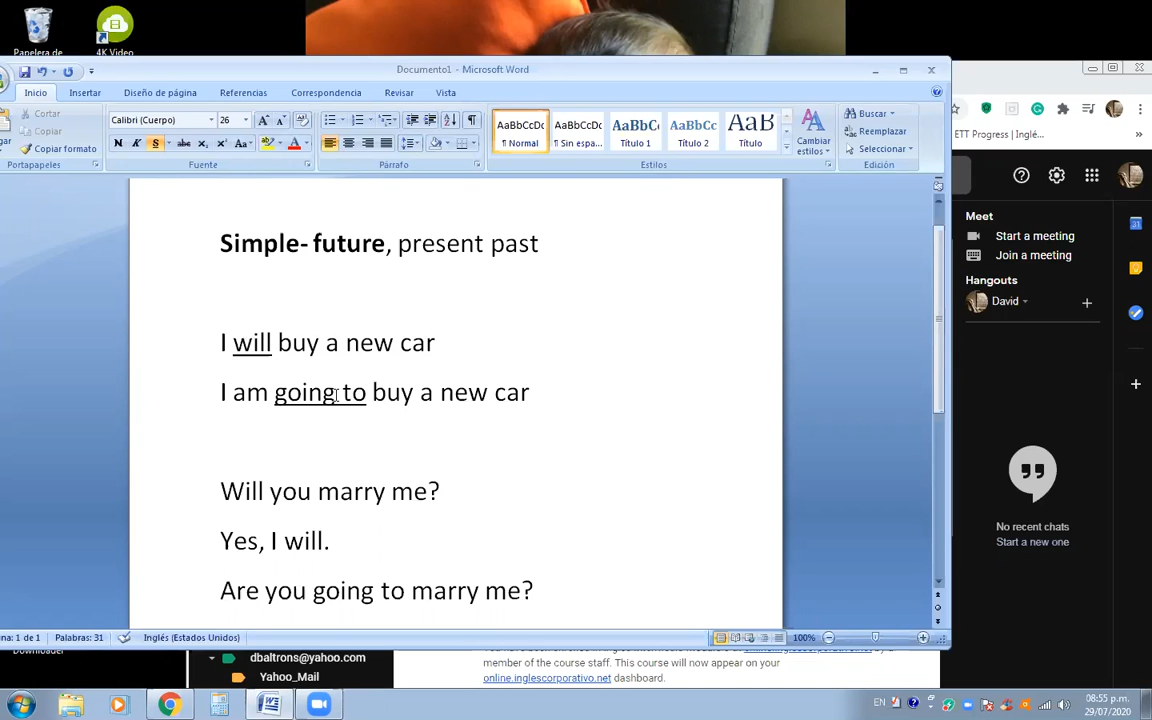 Papelera de
4K Video
Documento1 - Microsoft Word
Inicio
Insertar
Diseño de página
Referencias
Correspondencia
Revisar
Vista
Cortar
Copiar
Copiar formato
Portapapeles
Calibri (Cuerpo)
26
Fuente
Párrafo
AaBbCcDc
¶ Normal
AaBbCcDc
¶ Sin espa...
AaBbC
Título 1
AaBbCc
Título 2
AaB
Título
Cambiar
estilos
Estilos
Buscar
Reemplazar
Seleccionar
Edición
Simple- future, present past
I will buy a new car
I am going to buy a new car
Will you marry me?
Yes, I will.
Are you going to marry me?
una: 1 de 1
Palabras: 31
Inglés (Estados Unidos)
100%
ETT Progress | Inglé...
Meet
Start a meeting
Join a meeting
Hangouts
David
No recent chats
Start a new one
dbaltrons@yahoo.com
Yahoo_Mail
member of the course staff. This course will now appear on your
online.inglescorporativo.net dashboard.
EN
08:55 p.m.
29/07/2020